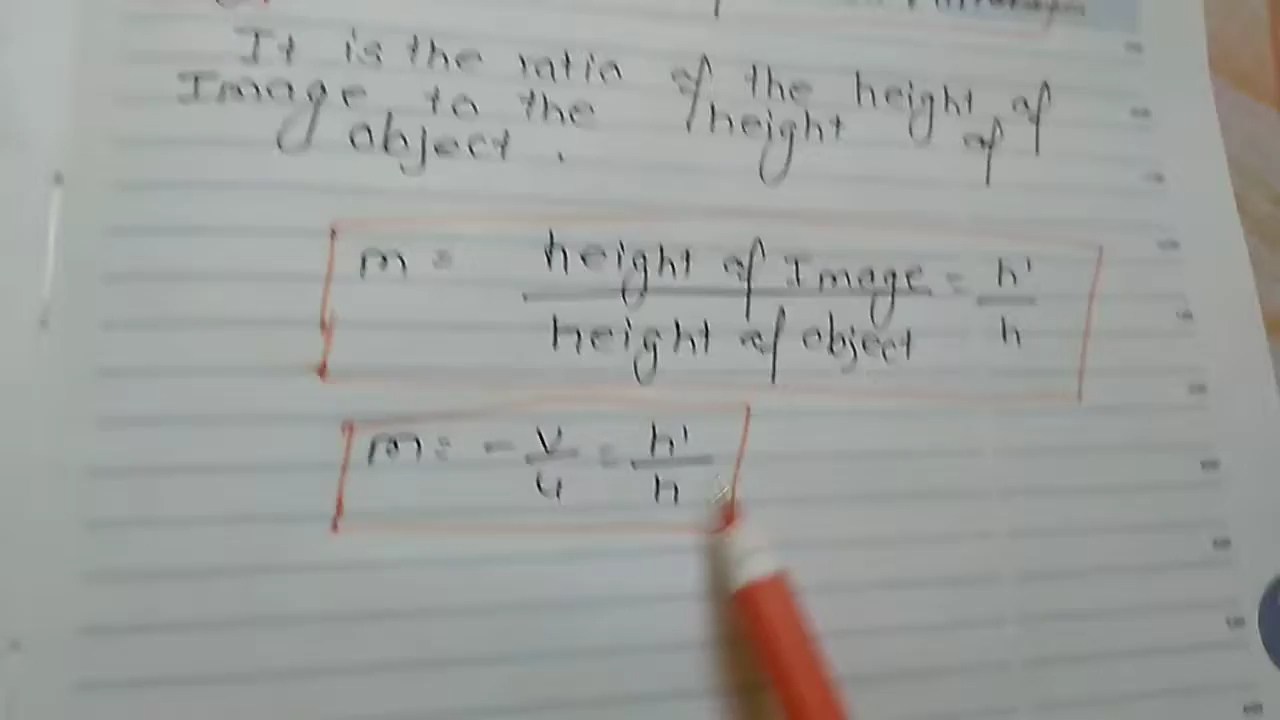 It is the ratio of the height of
Image to the height of
object.
m = height of Image / height of object = h' / h
m = - v / u = h' / h